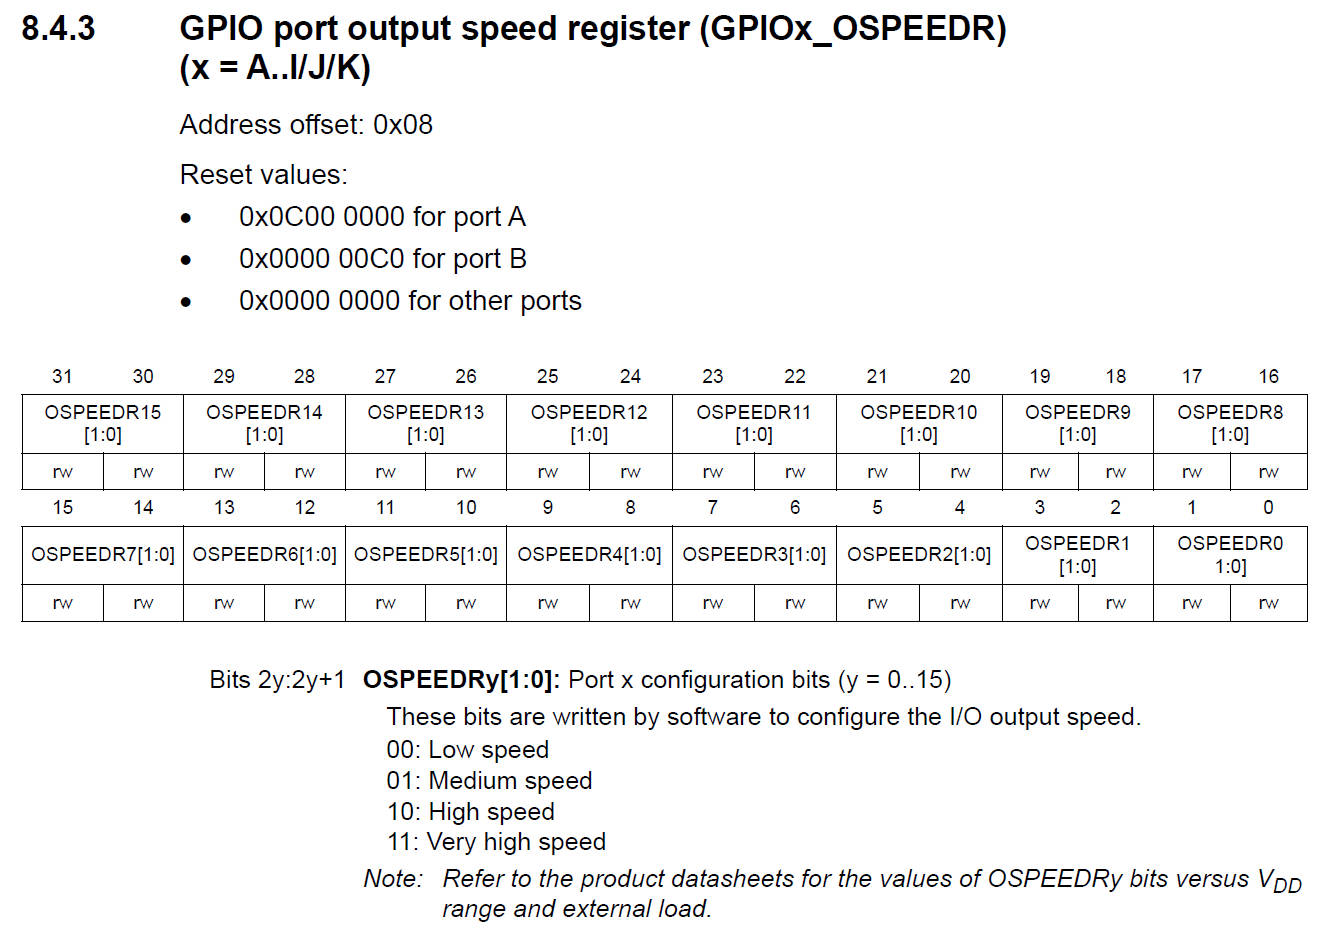 8.4.3 GPIO port output speed register (GPIOx_OSPEEDR)
(x = A..I/J/K)
Address offset: 0x08
Reset values:
• 0x0C00 0000 for port A
• 0x0000 00C0 for port B
• 0x0000 0000 for other ports
31 30 29 28 27 26 25 24 23 22 21 20 19 18 17 16
OSPEEDR15 OSPEEDR14 OSPEEDR13 OSPEEDR12 OSPEEDR11 OSPEEDR10 OSPEEDR9 OSPEEDR8
[1:0] [1:0] [1:0] [1:0] [1:0] [1:0] [1:0] [1:0]
rw rw rw rw rw rw rw rw rw rw rw rw rw rw rw rw
15 14 13 12 11 10 9 8 7 6 5 4 3 2 1 0
OSPEEDR7[1:0] OSPEEDR6[1:0] OSPEEDR5[1:0] OSPEEDR4[1:0] OSPEEDR3[1:0] OSPEEDR2[1:0] OSPEEDR1 OSPEEDR0
[1:0] 1:0]
rw rw rw rw rw rw rw rw rw rw rw rw rw rw rw rw
Bits 2y:2y+1 OSPEEDRy[1:0]: Port x configuration bits (y = 0..15)
These bits are written by software to configure the I/O output speed.
00: Low speed
01: Medium speed
10: High speed
11: Very high speed
Note: Refer to the product datasheets for the values of OSPEEDRy bits versus VDD
range and external load.